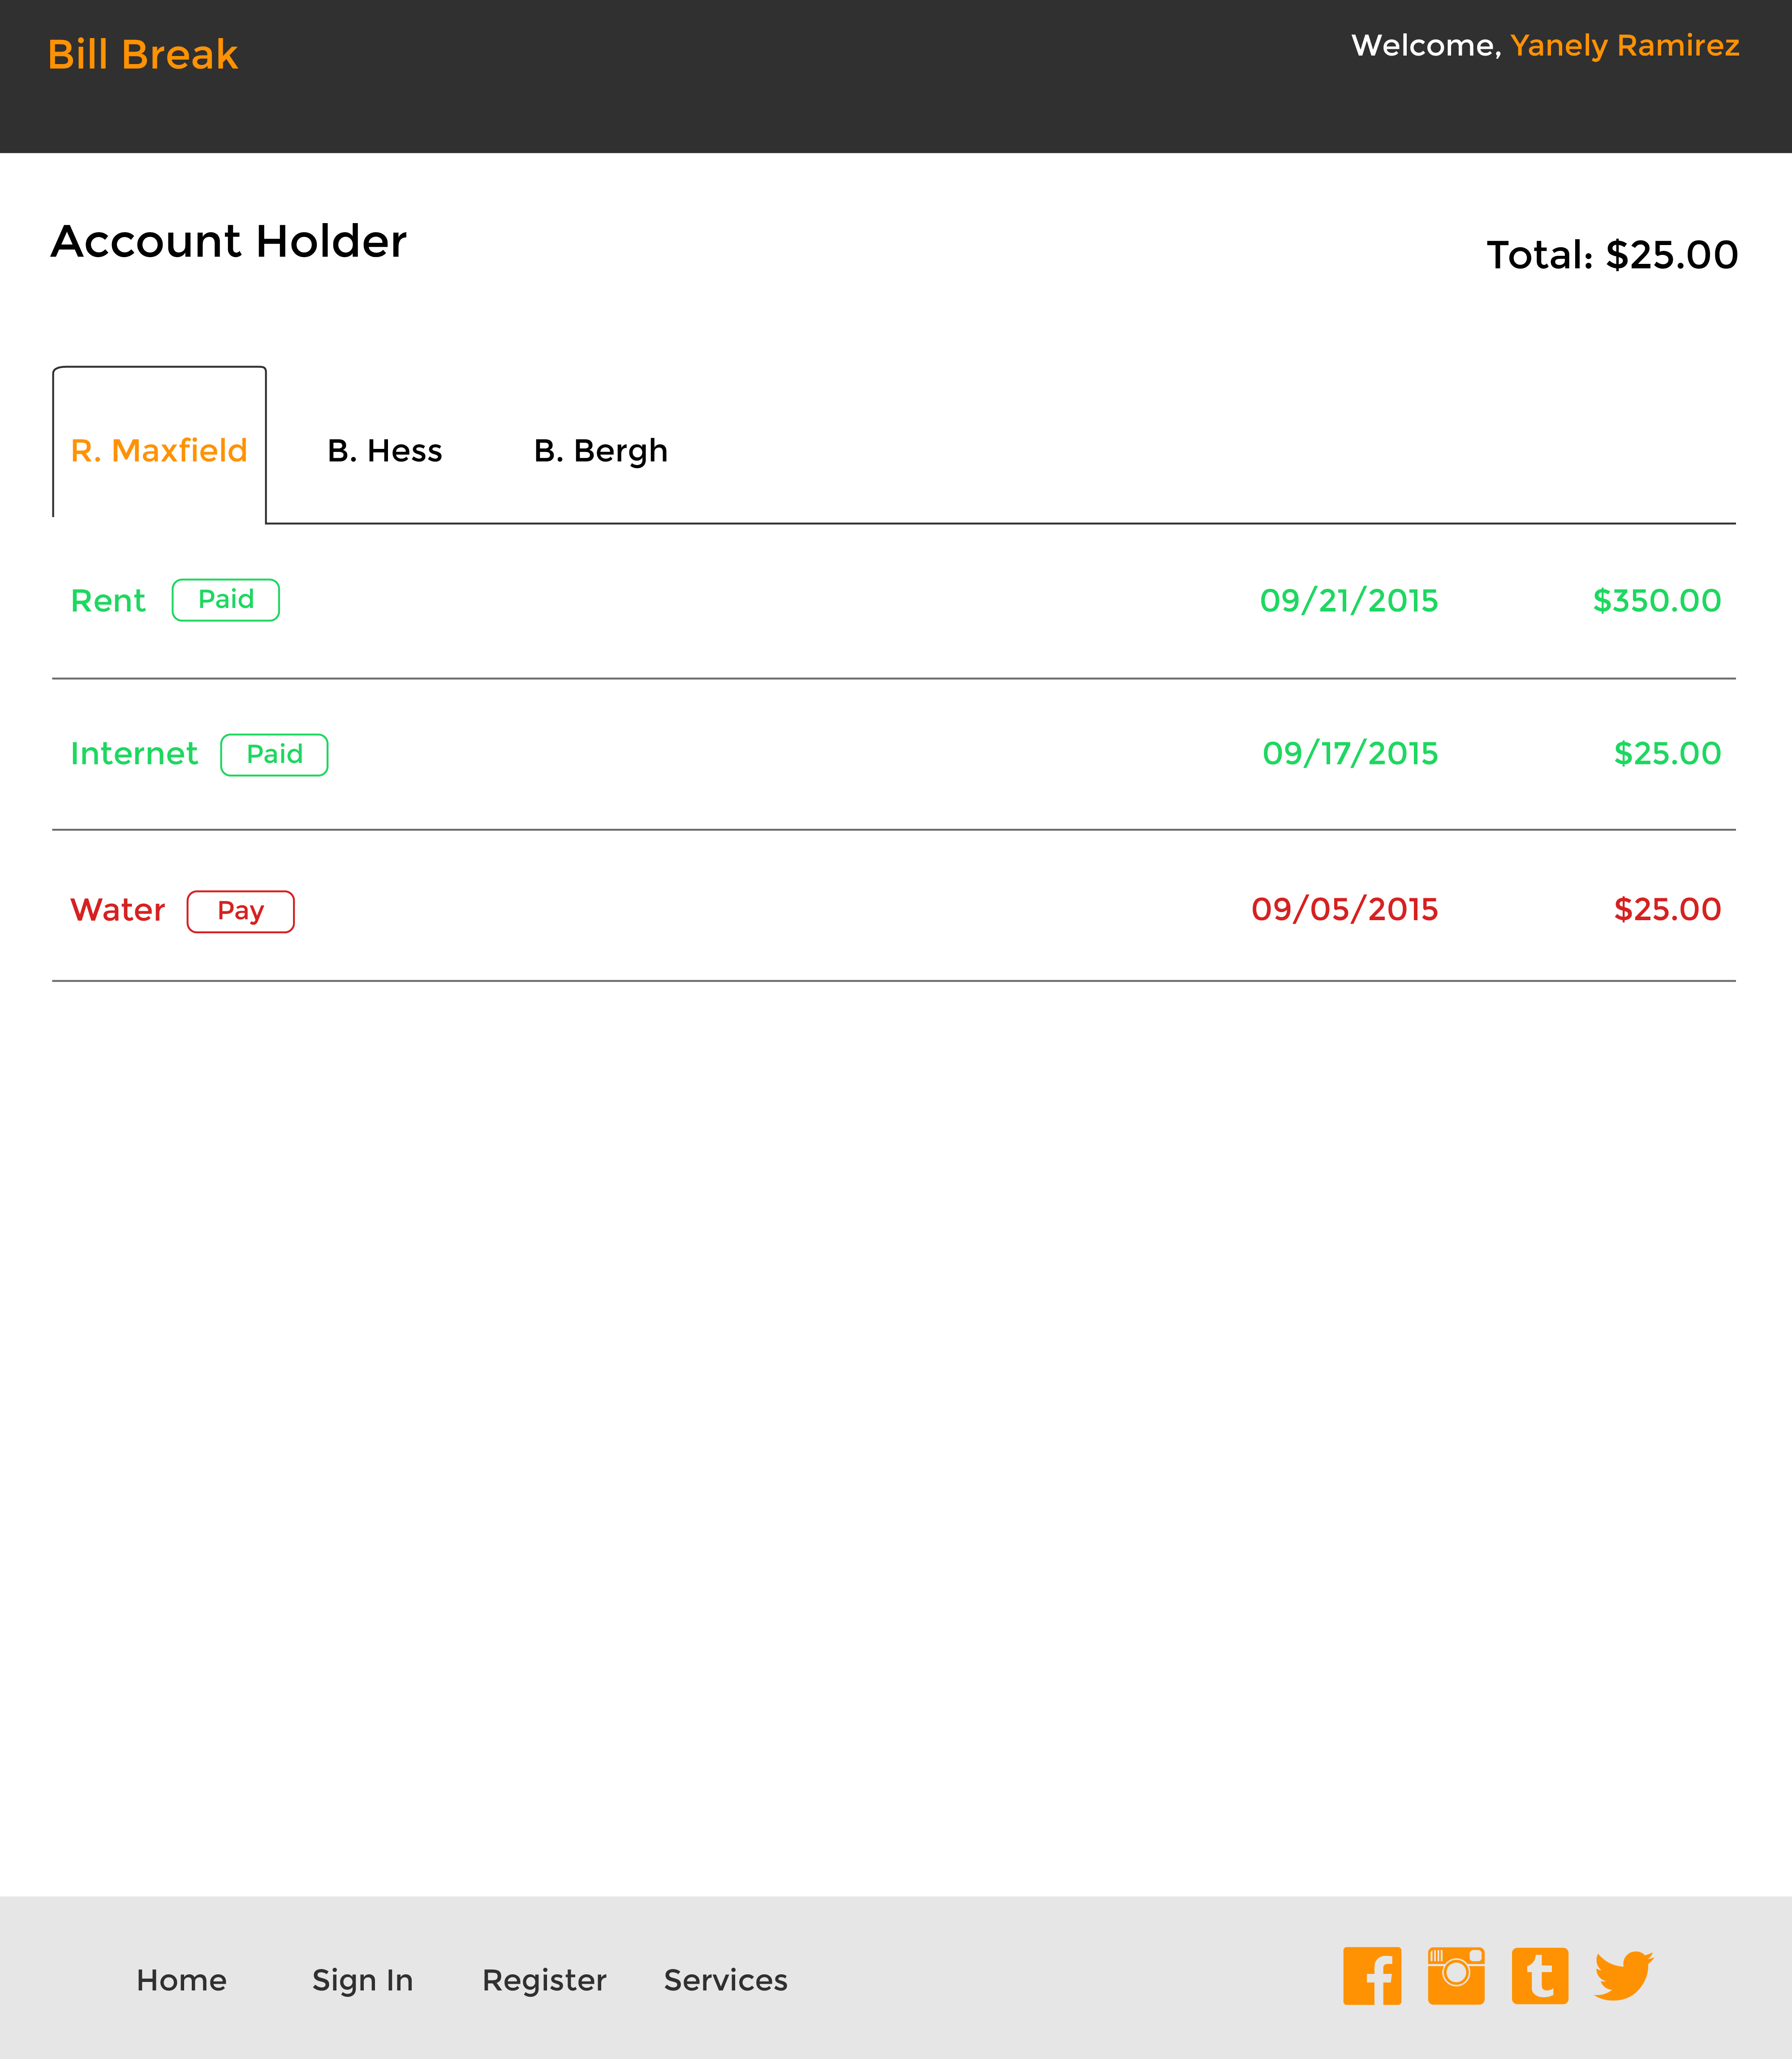 Bill Break
Welcome, Yanely Ramirez
Account Holder
Total: $25.00
R. Maxfield B. Hess B. Bergh
Rent Paid 09/21/2015 $350.00
Internet Paid 09/17/2015 $25.00
Water Pay 09/05/2015 $25.00
Home Sign In Register Services